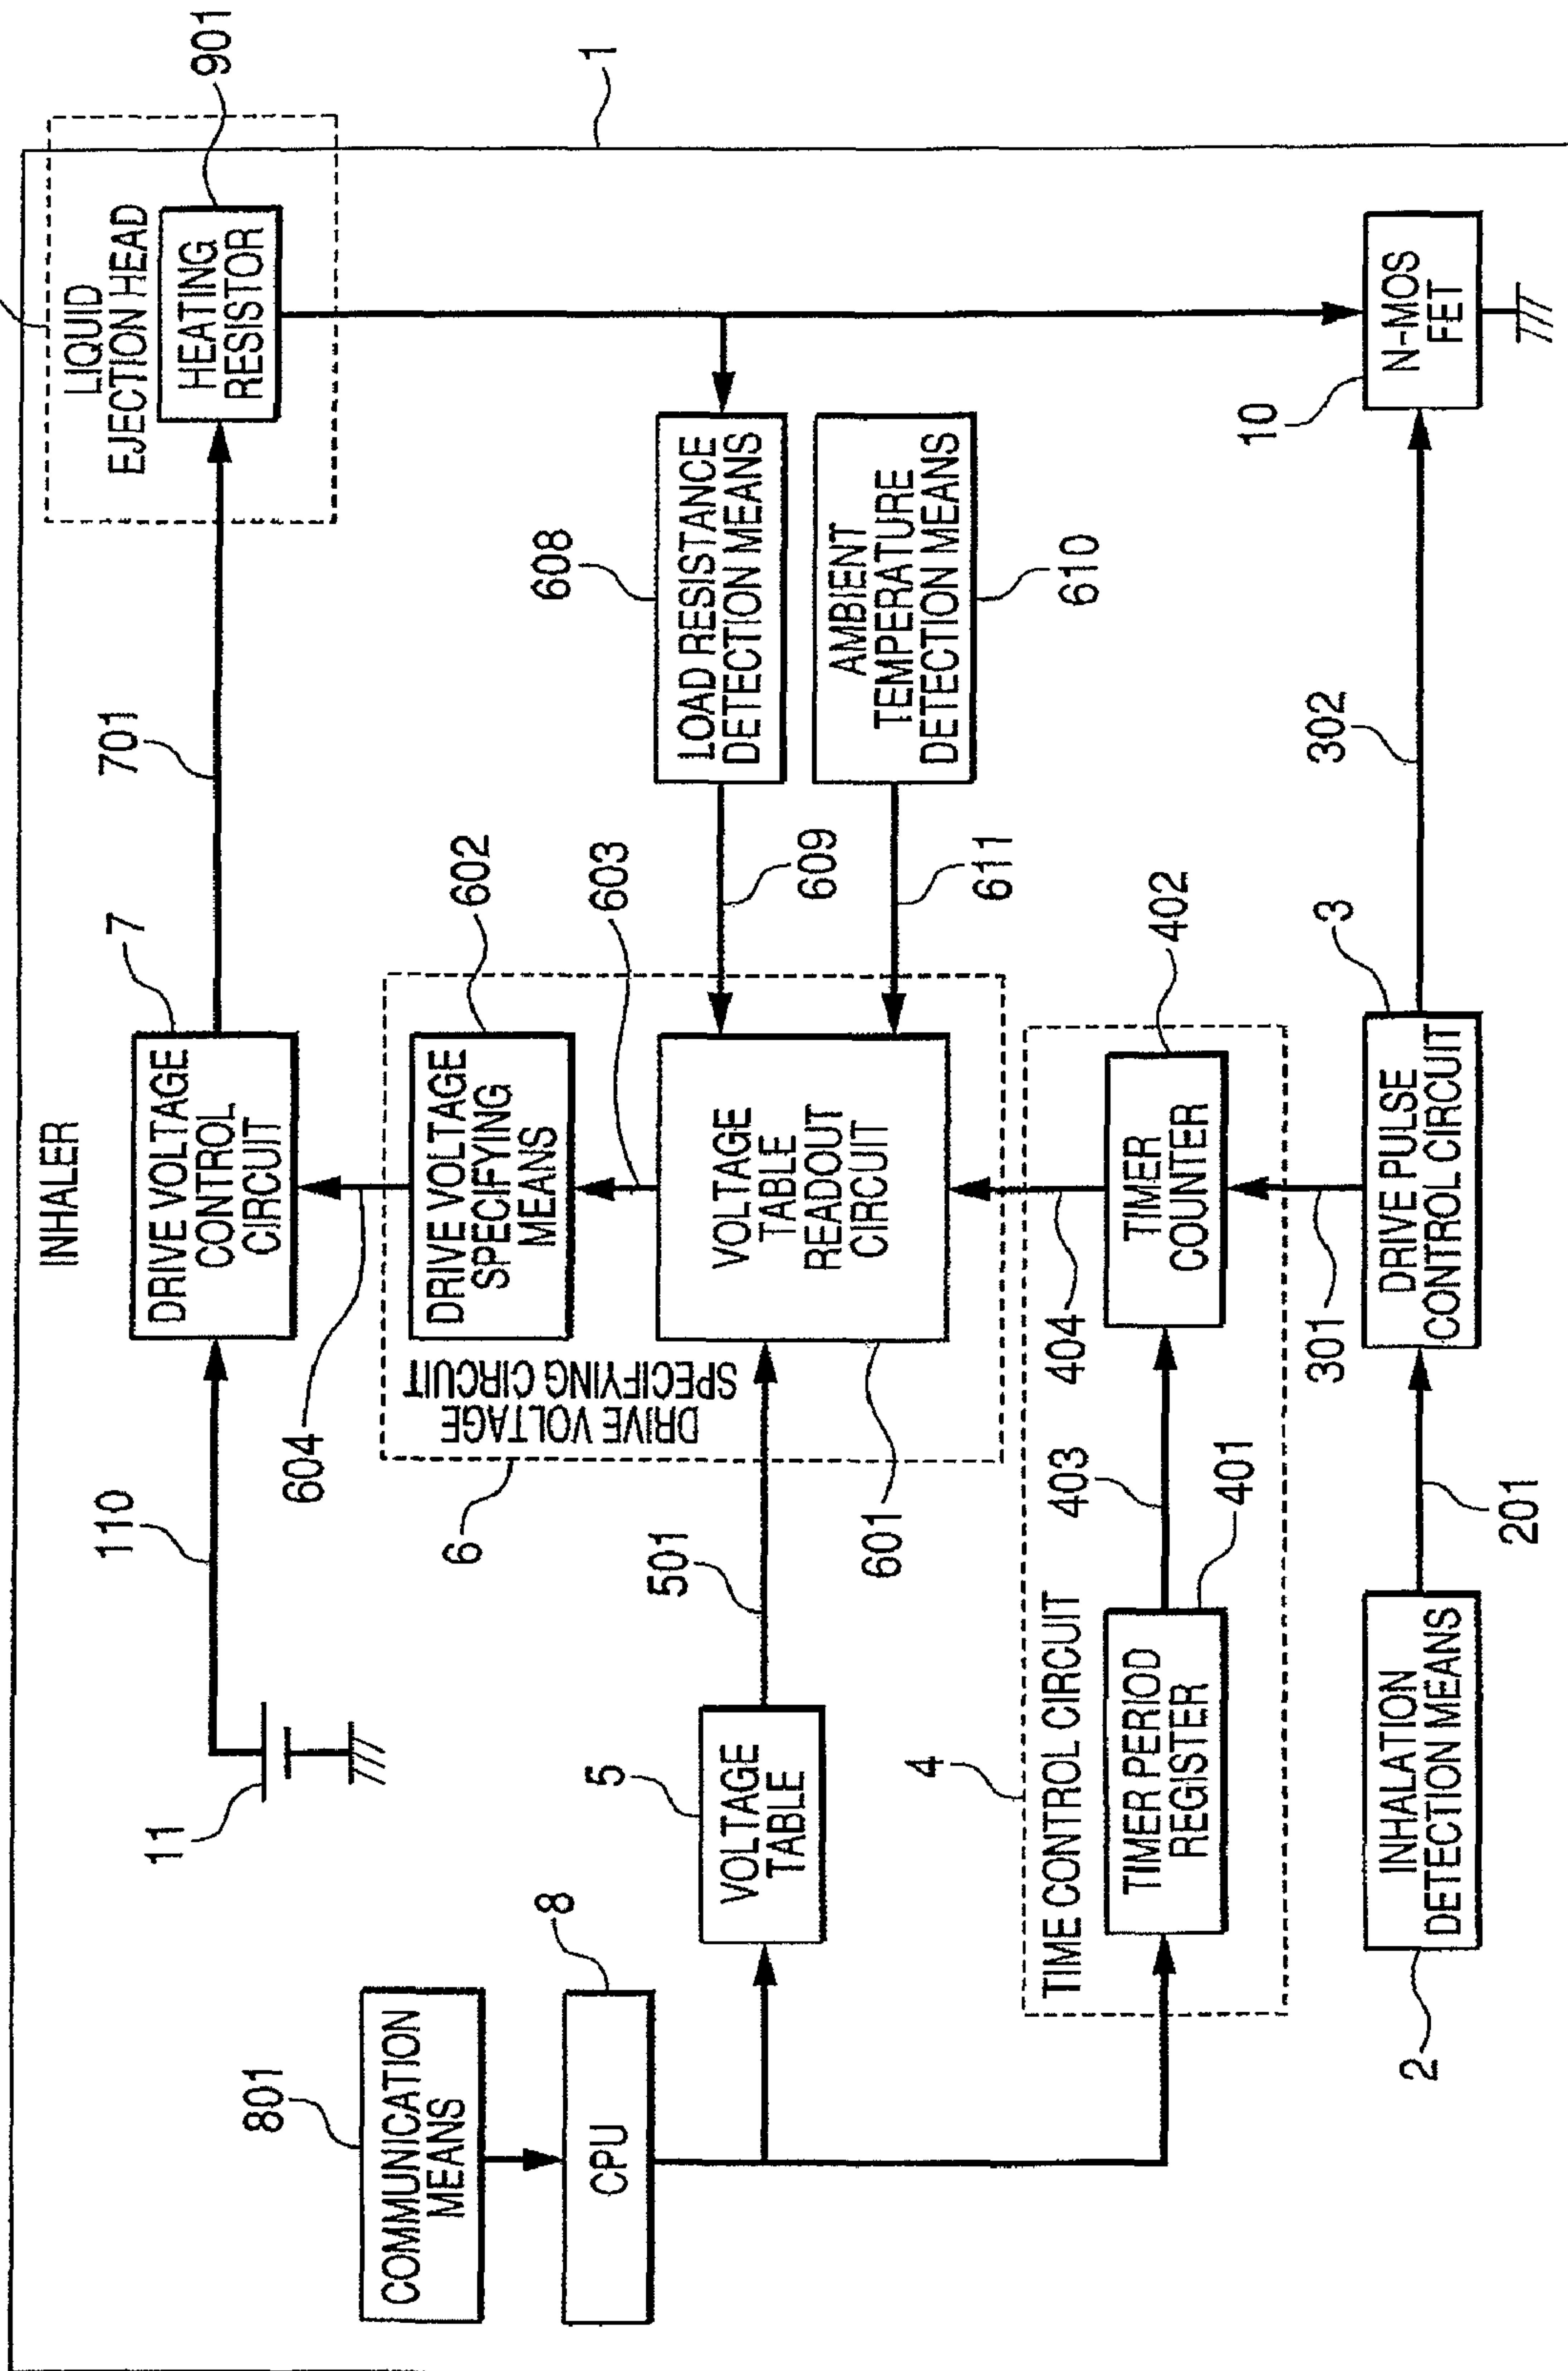 INHALER
1
LIQUID
EJECTION HEAD
HEATING
RESISTOR
901
701
7
DRIVE VOLTAGE
CONTROL
CIRCUIT
110
11
604
602
DRIVE VOLTAGE
SPECIFYING
MEANS
603
DRIVE VOLTAGE
SPECIFYING CIRCUIT
6
VOLTAGE
TABLE
READOUT
CIRCUIT
601
608
LOAD RESISTANCE
DETECTION MEANS
609
AMBIENT
TEMPERATURE
DETECTION MEANS
610
611
801
COMMUNICATION
MEANS
8
CPU
5
VOLTAGE
TABLE
501
4
TIME CONTROL CIRCUIT
TIMER PERIOD
REGISTER
401
403
TIMER
COUNTER
402
404
301
2
INHALATION
DETECTION MEANS
201
3
DRIVE PULSE
CONTROL CIRCUIT
302
10
N-MOS
FET